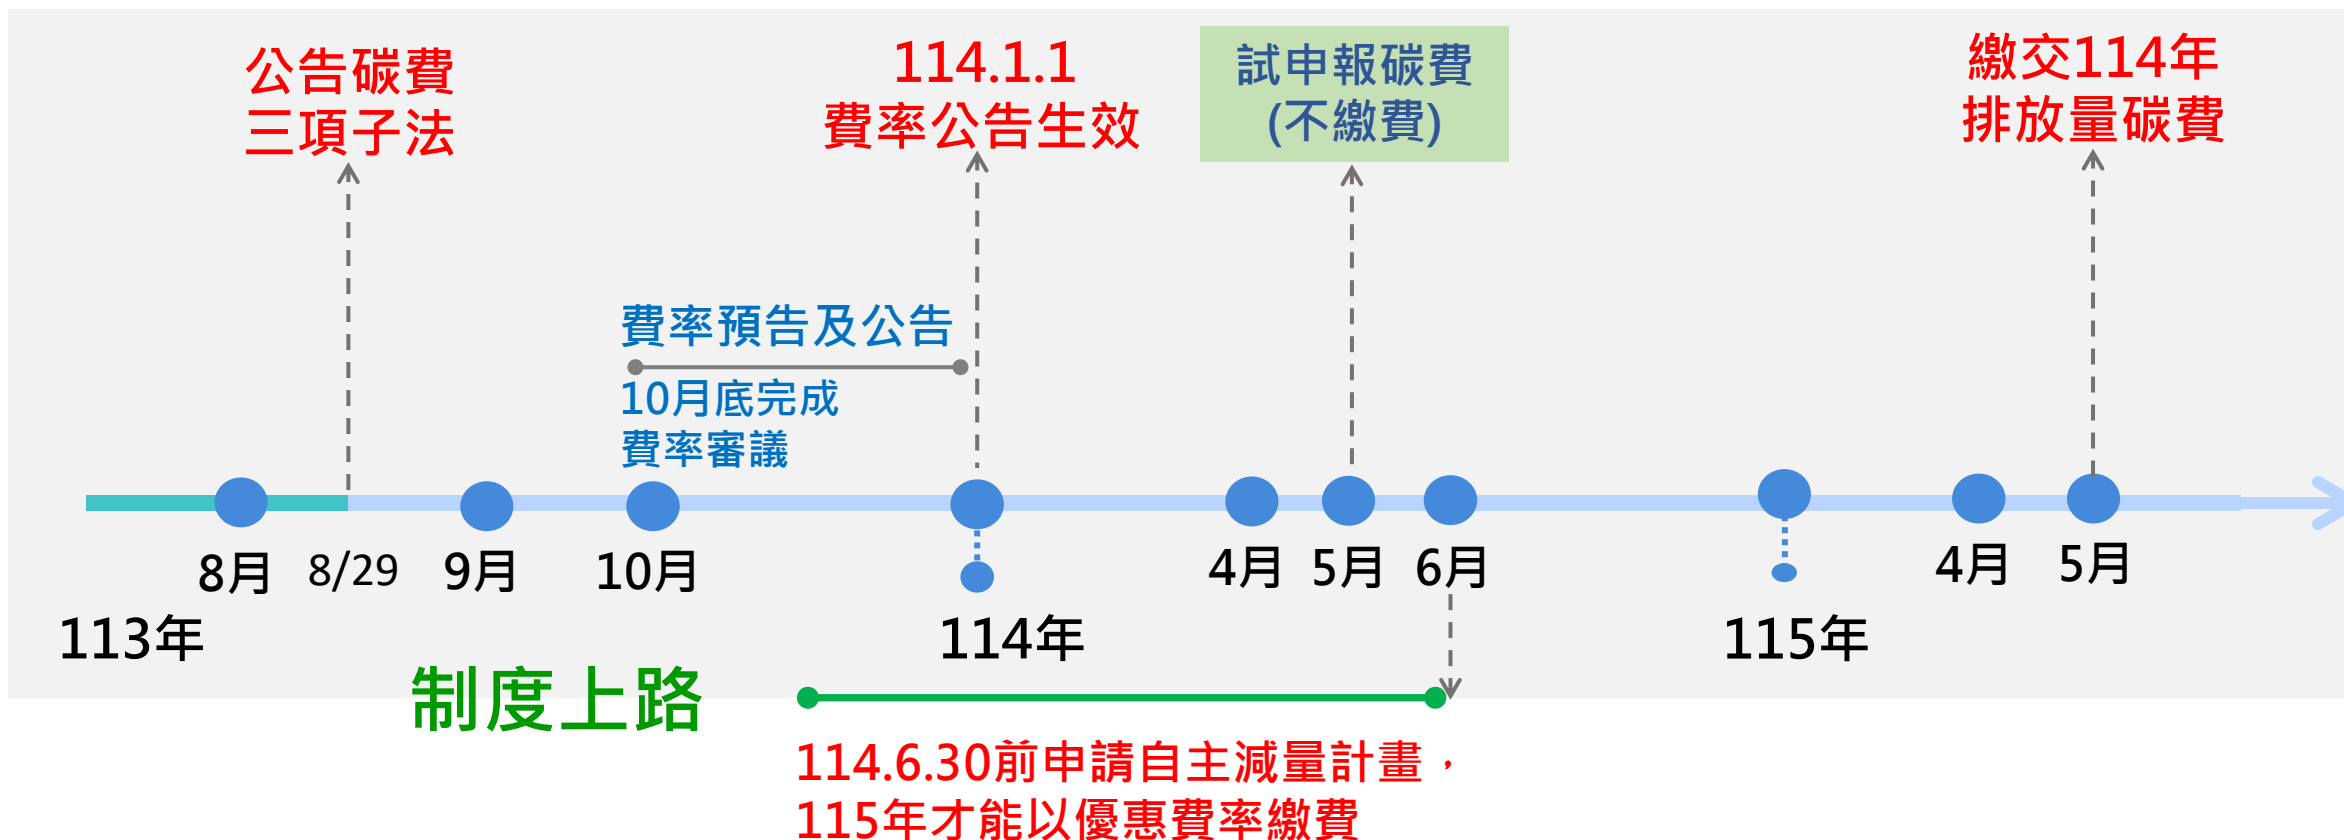 公告碳費
三項子法
114.1.1
費率公告生效
試申報碳費
(不繳費)
繳交114年
排放量碳費
費率預告及公告
10月底完成
費率審議
8月
8/29
9月
10月
4月
5月
6月
4月
5月
113年
114年
115年
制度上路
114.6.30前申請自主減量計畫，
115年才能以優惠費率繳費